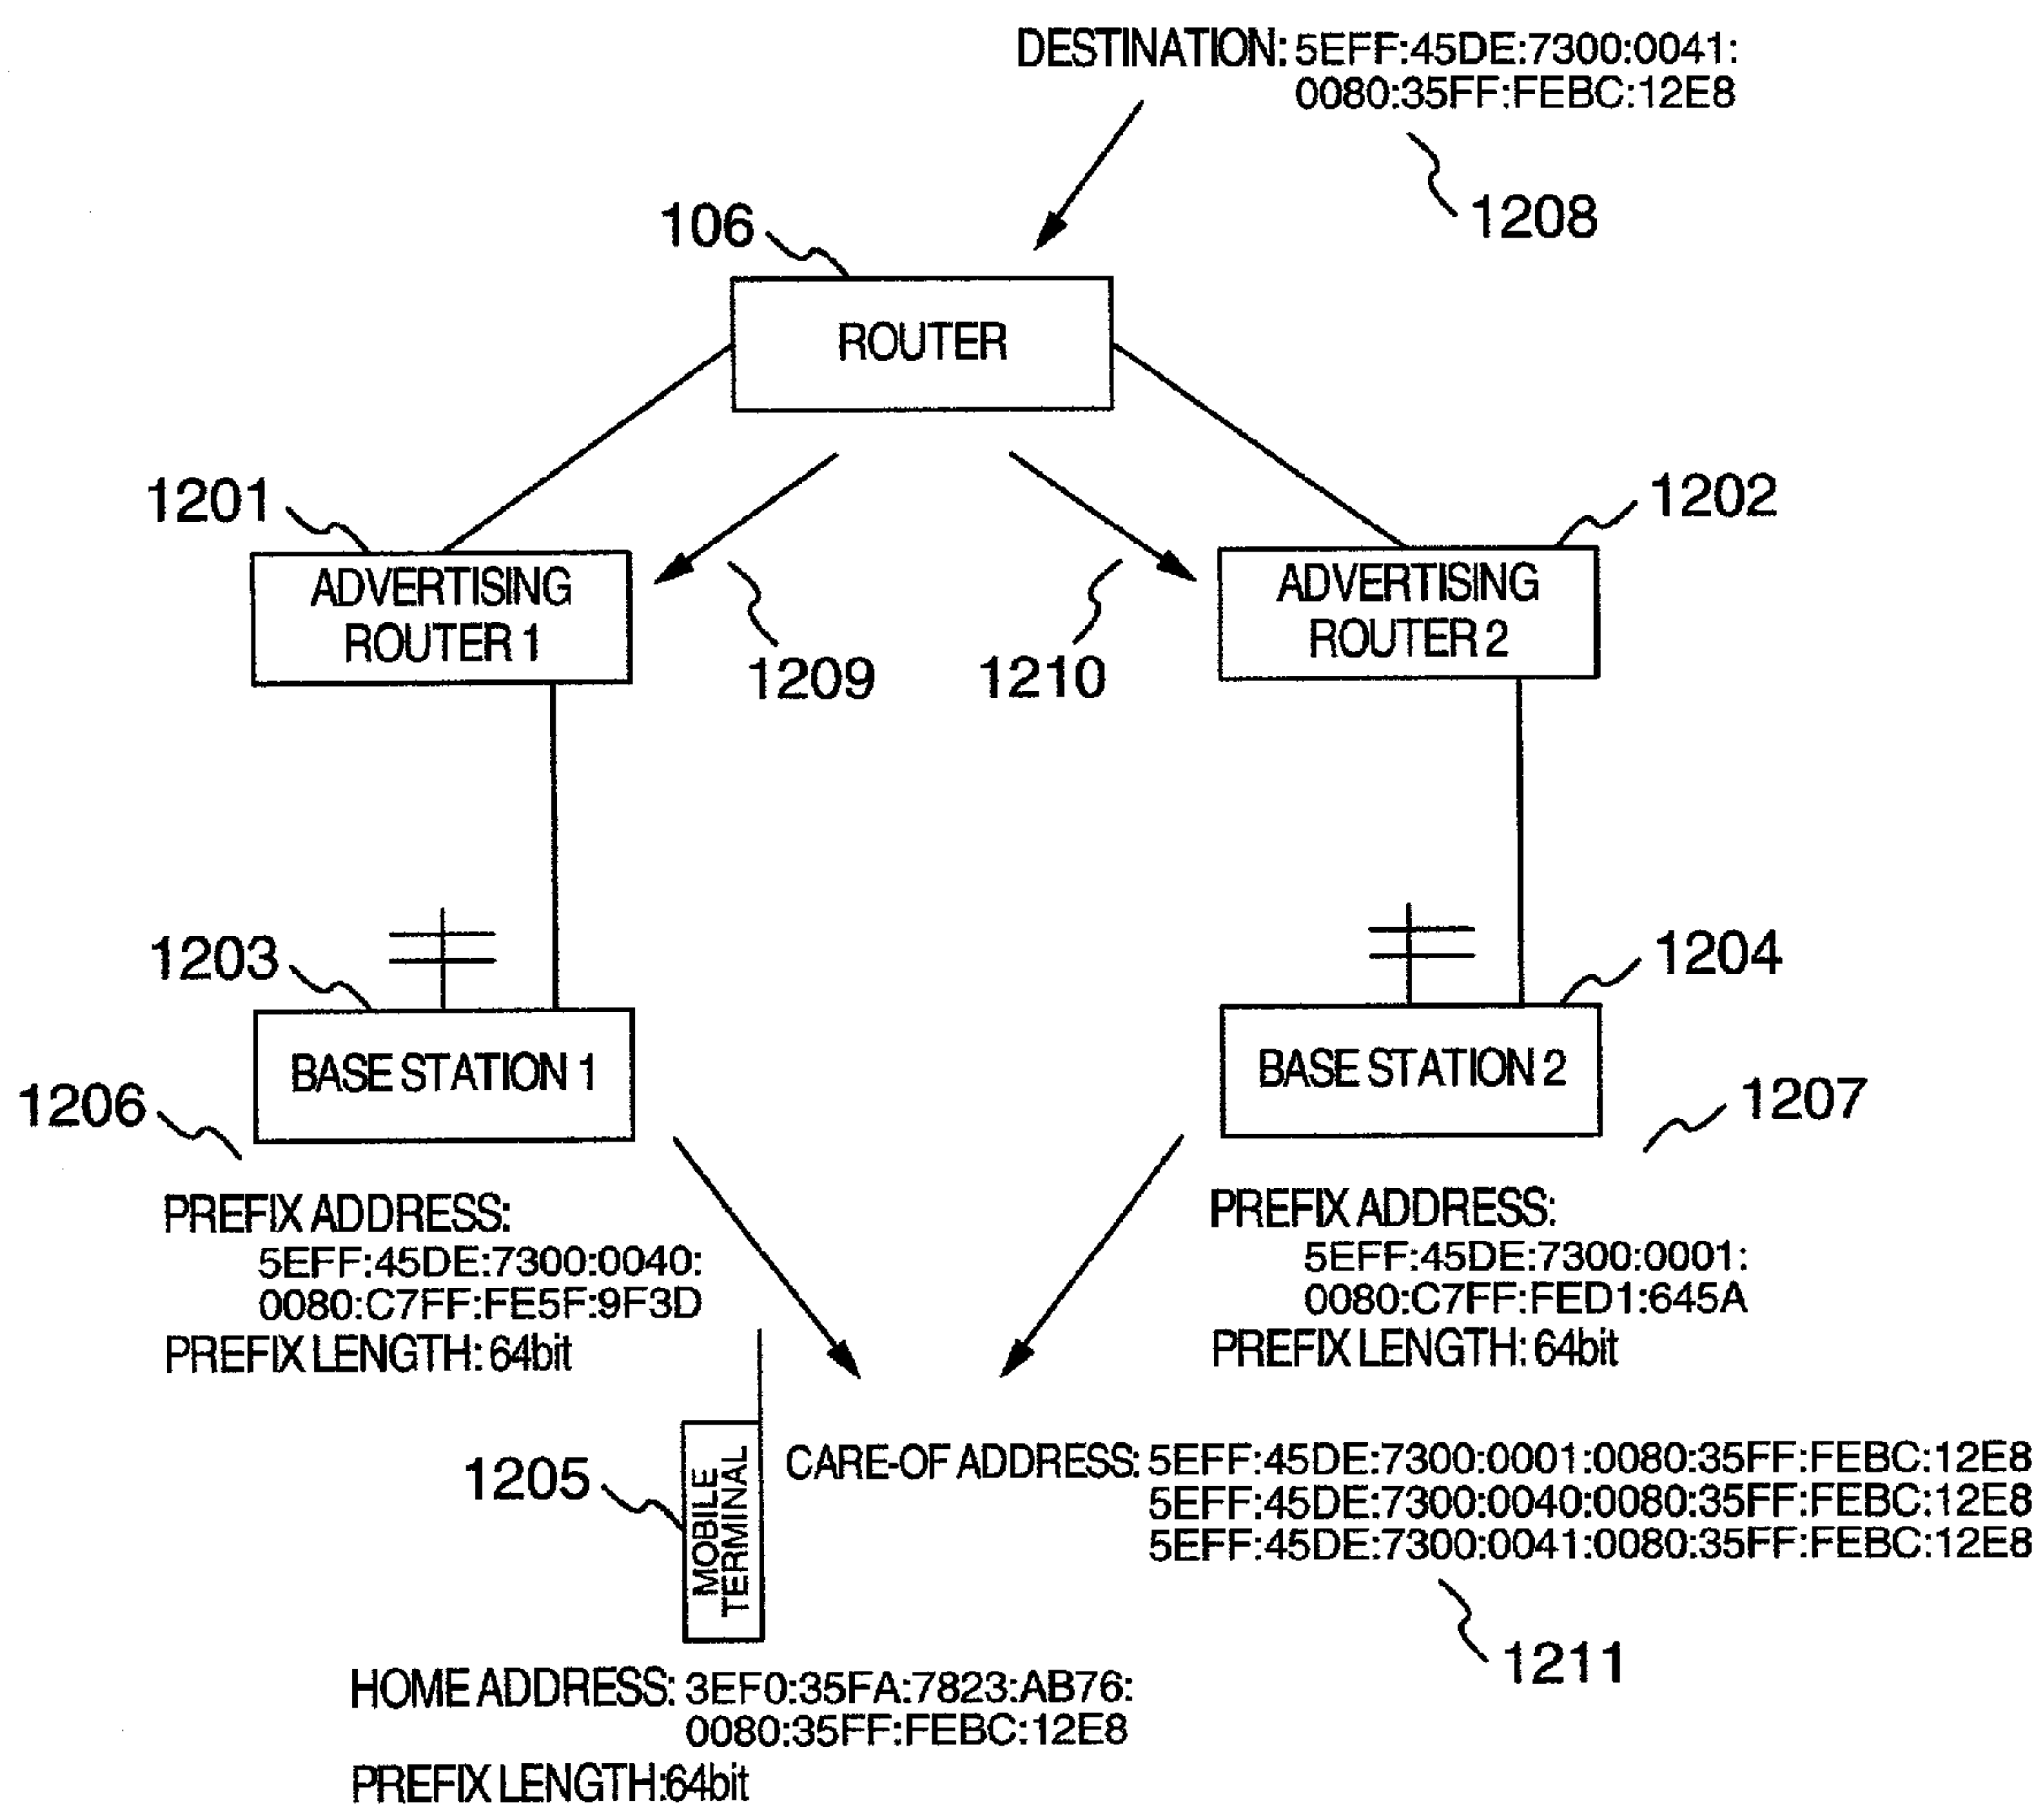 DESTINATION: 5EFF:45DE:7300:0041:
0080:35FF:FEBC:12E8
1208
106
ROUTER
1201
1202
ADVERTISING
ROUTER 1
ADVERTISING
ROUTER 2
1209
1210
1203
1204
BASE STATION 1
BASE STATION 2
1206
1207
PREFIX ADDRESS:
5EFF:45DE:7300:0040:
0080:C7FF:FE5F:9F3D
PREFIX LENGTH: 64bit
PREFIX ADDRESS:
5EFF:45DE:7300:0001:
0080:C7FF:FED1:645A
PREFIX LENGTH: 64bit
1205
MOBILE
TERMINAL
CARE-OF ADDRESS: 5EFF:45DE:7300:0001:0080:35FF:FEBC:12E8
5EFF:45DE:7300:0040:0080:35FF:FEBC:12E8
5EFF:45DE:7300:0041:0080:35FF:FEBC:12E8
1211
HOME ADDRESS: 3EF0:35FA:7823:AB76:
0080:35FF:FEBC:12E8
PREFIX LENGTH:64bit